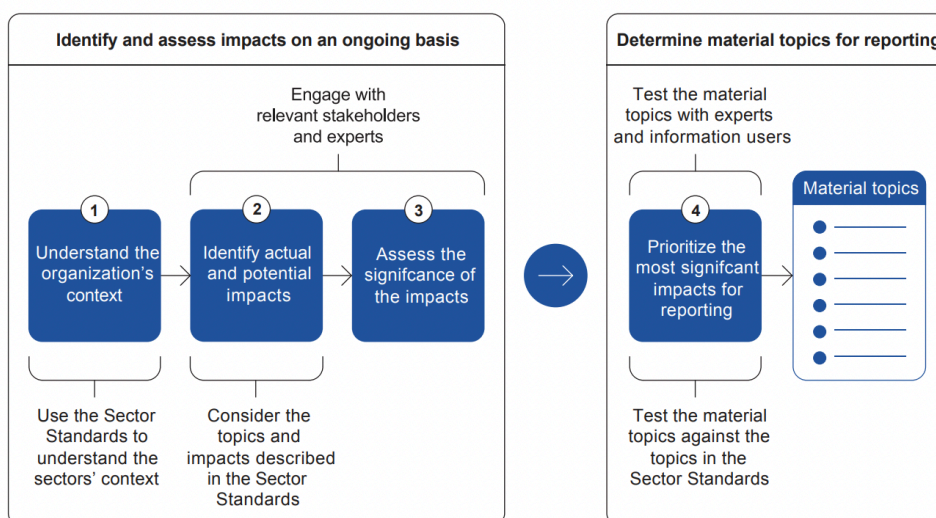 Identify and assess impacts on an ongoing basis
Engage with
relevant stakeholders
and experts
1
Understand the
organization's
context
2
Identify actual
and potential
impacts
3
Assess the
signifcance of
the impacts
Use the Sector
Standards to
understand the
sectors' context
Consider the
topics and
impacts described
in the Sector
Standards
Determine material topics for reporting
Test the material
topics with experts
and information users
4
Prioritize the
most signifcant
impacts for
reporting
Material topics
Test the material
topics against the
topics in the
Sector Standards